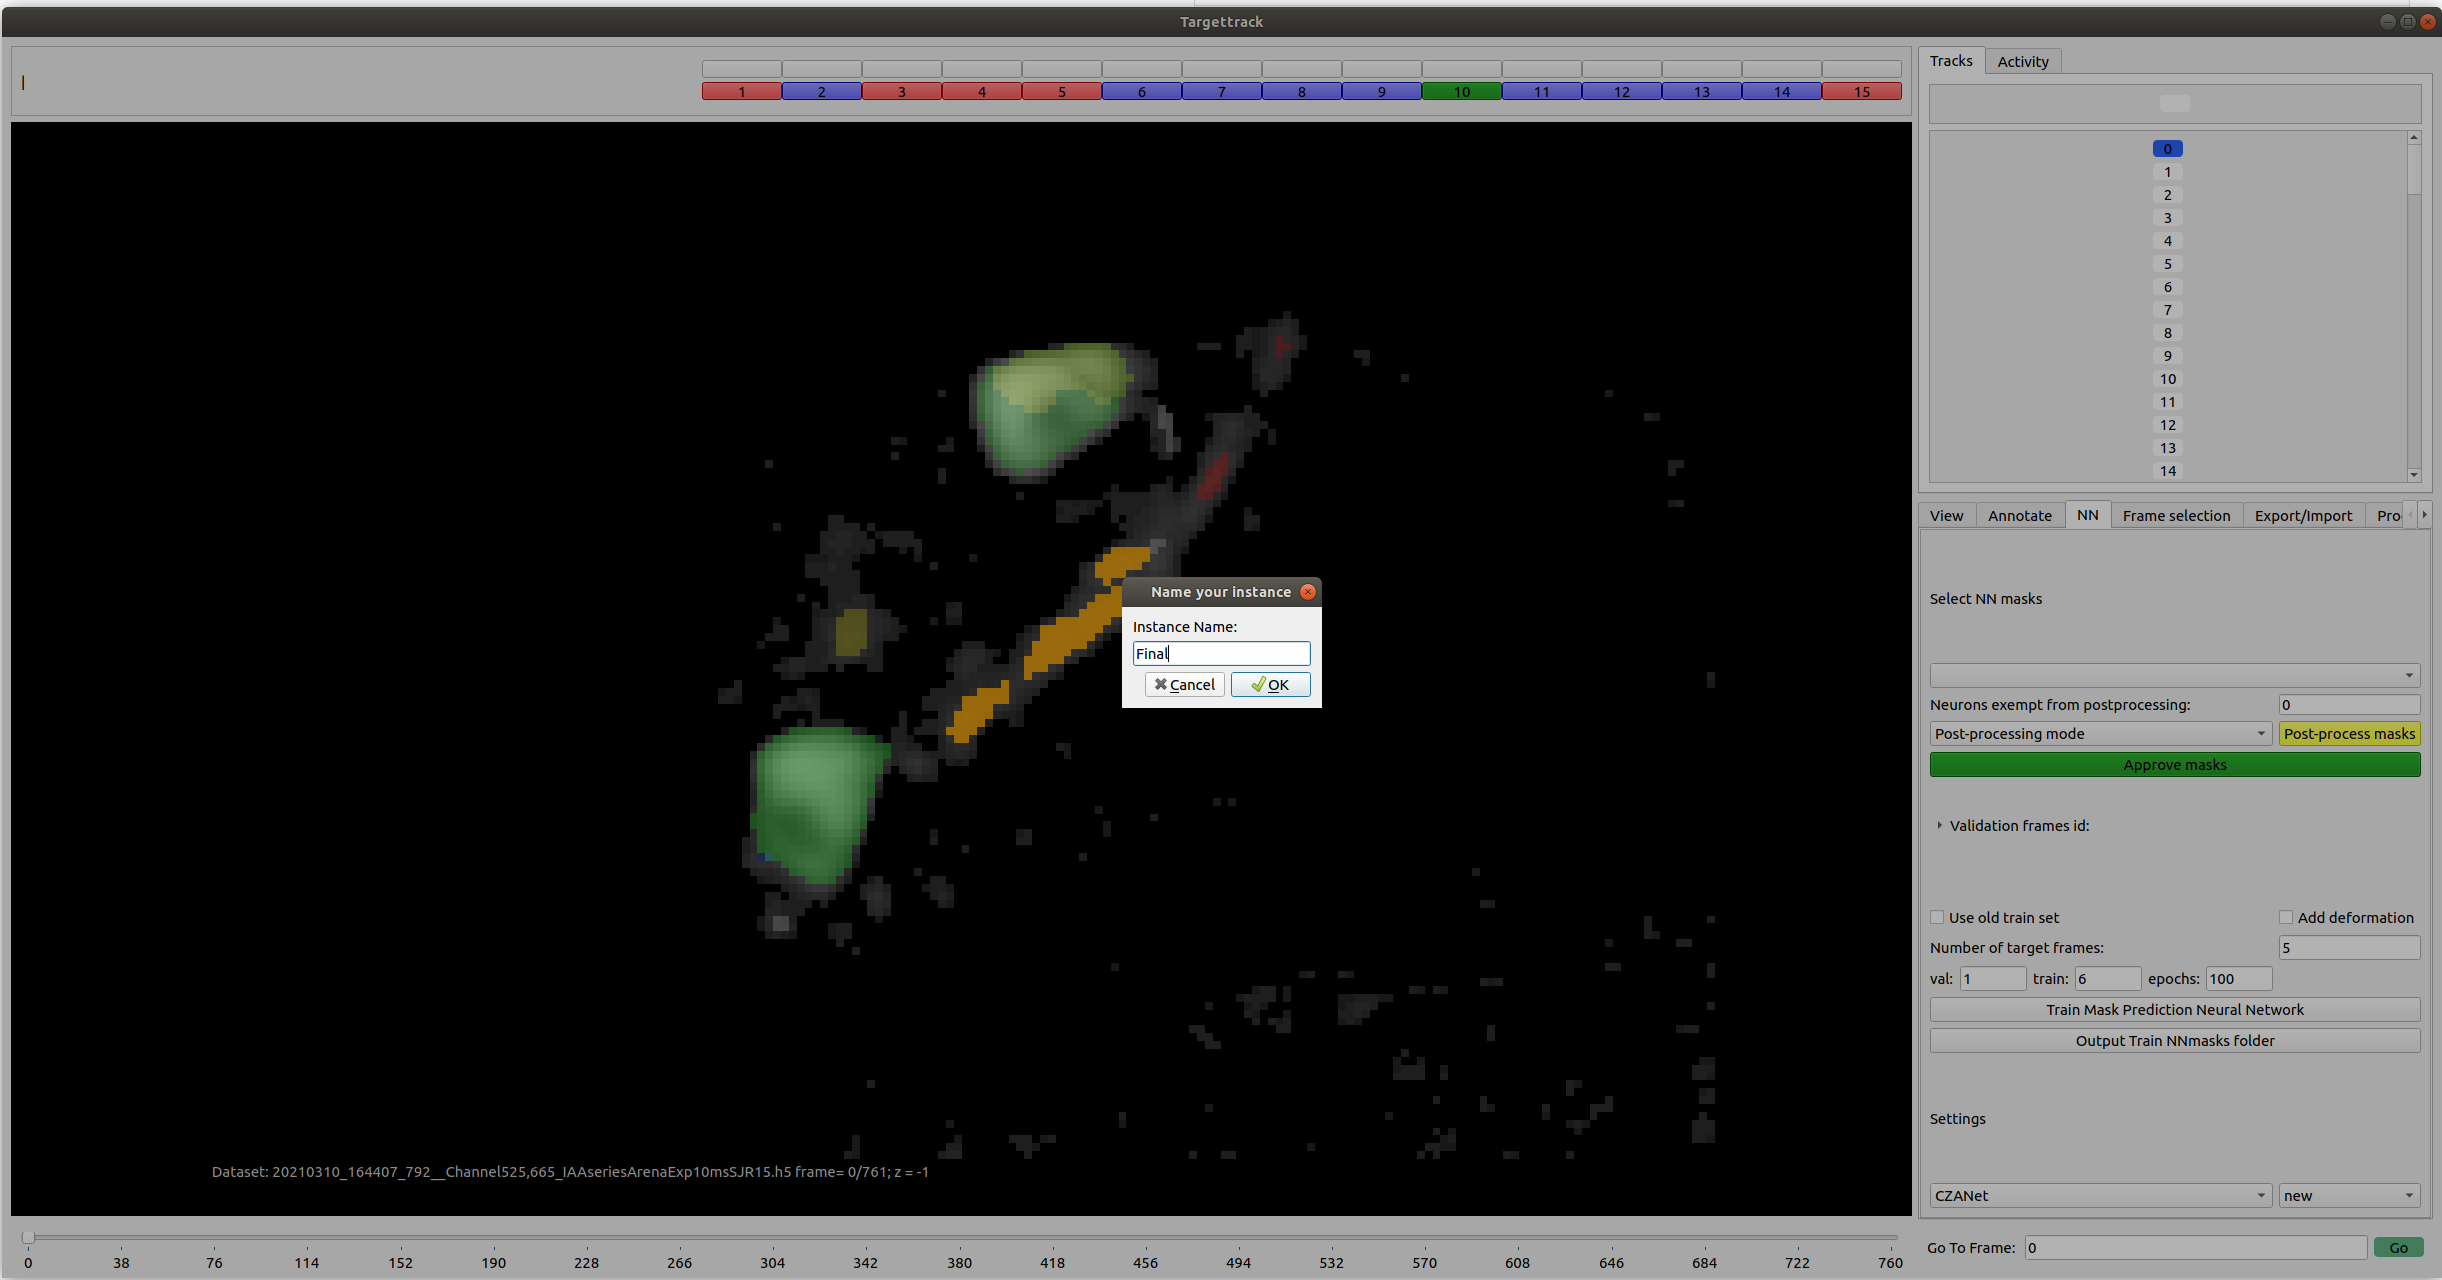 Targettrack
1 2 3 4 5 6 7 8 9 10 11 12 13 14 15
Tracks Activity
0
1
2
3
4
5
6
7
8
9
10
11
12
13
14
View Annotate NN Frame selection Export/Import Pro
Select NN masks
Neurons exempt from postprocessing: 0
Post-processing mode Post-process masks
Approve masks
Validation frames id:
Use old train set Add deformation
Number of target frames: 5
val: 1 train: 6 epochs: 100
Train Mask Prediction Neural Network
Output Train NNmasks folder
Settings
CZANet new
Go To Frame: 0 Go
Name your instance
Instance Name:
Final
Cancel OK
Dataset: 20210310_164407_792__Channel525,665_IAAseriesArenaExp10msSJR15.h5 frame= 0/761; z = -1
0 38 76 114 152 190 228 266 304 342 380 418 456 494 532 570 608 646 684 722 760